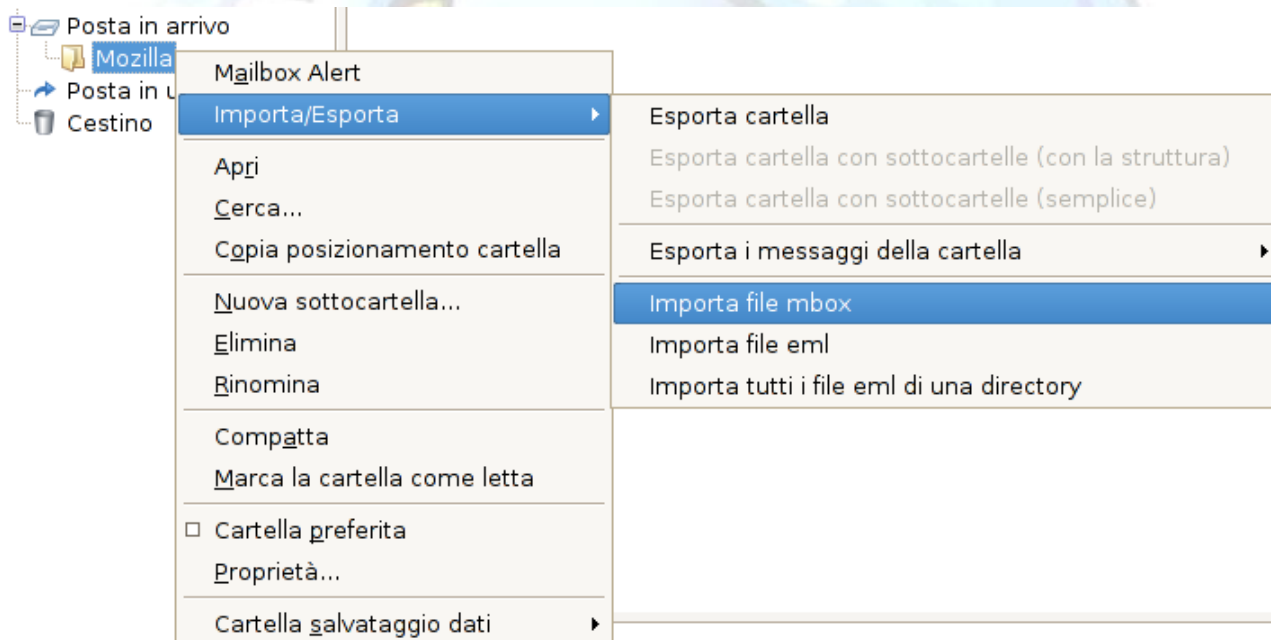 Posta in arrivo
Mozilla
Posta in u
Cestino
Mailbox Alert
Importa/Esporta
Apri
Cerca...
Copia posizionamento cartella
Nuova sottocartella...
Elimina
Rinomina
Compatta
Marca la cartella come letta
Cartella preferita
Proprietà...
Cartella salvataggio dati
Esporta cartella
Esporta cartella con sottocartelle (con la struttura)
Esporta cartella con sottocartelle (semplice)
Esporta i messaggi della cartella
Importa file mbox
Importa file eml
Importa tutti i file eml di una directory